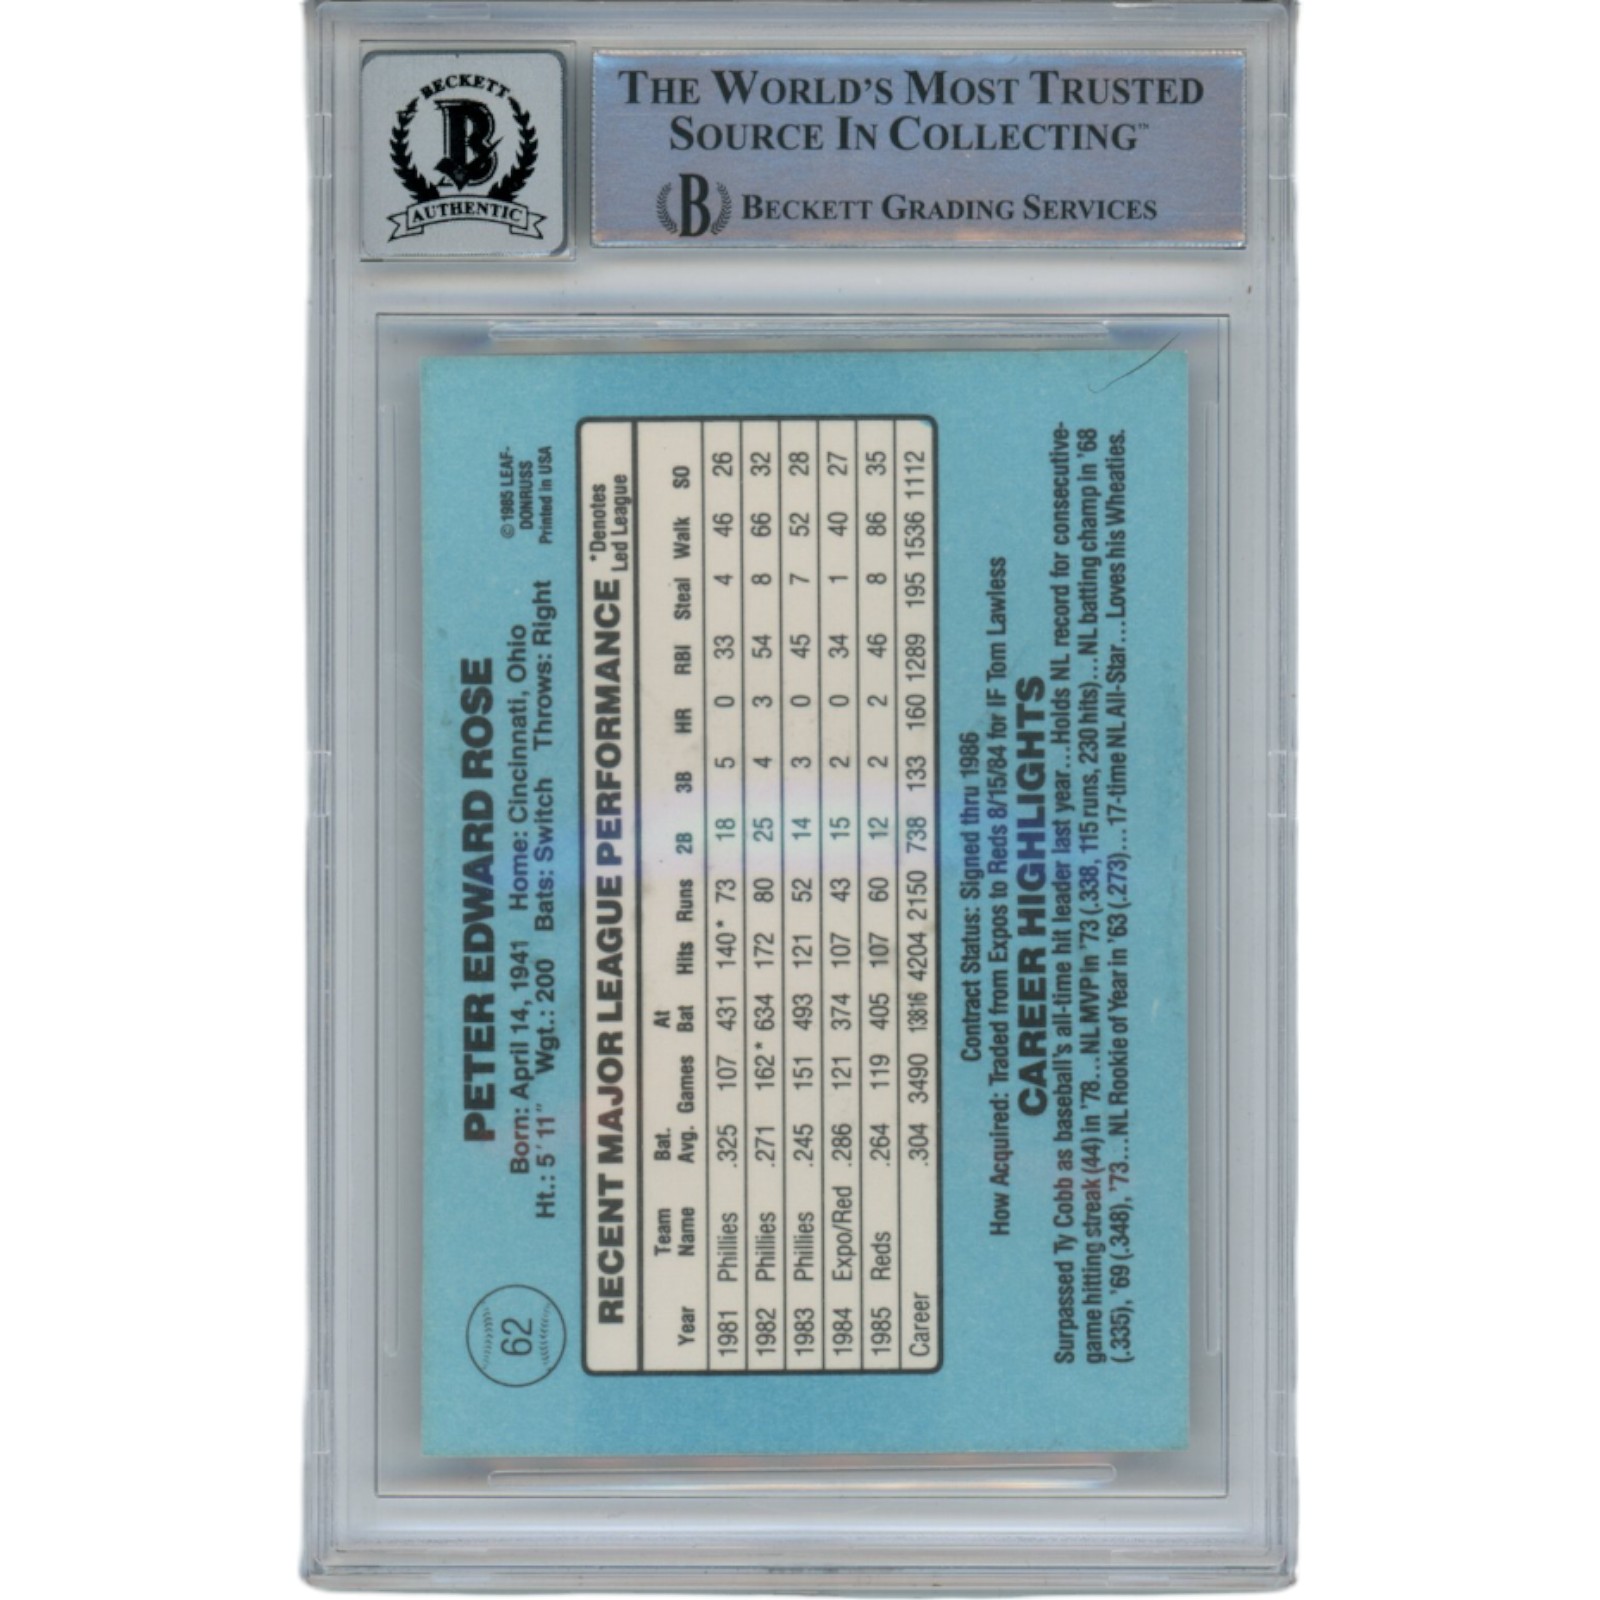 BECKETT
B
AUTHENTIC
THE WORLD'S MOST TRUSTED
SOURCE IN COLLECTING™
B BECKETT GRADING SERVICES
62
PETER EDWARD ROSE
© 1985 LEAF-
DONRUSS
Printed in USA
Born: April 14, 1941 Home: Cincinnati, Ohio
Ht.: 5'11" Wgt.: 200 Bats: Switch Throws: Right
RECENT MAJOR LEAGUE PERFORMANCE
*Denotes
Led League
Year Team Name Bat. Avg. Games At Bat Hits Runs 2B 3B HR RBI Steal Walk SO
1981 Phillies .325 107 431 140* 73 18 5 0 33 4 46 26
1982 Phillies .271 162* 634 172 80 25 4 3 54 8 66 32
1983 Phillies .245 151 493 121 52 14 3 0 45 7 52 28
1984 Expo/Red .286 121 374 107 43 15 2 0 34 1 40 27
1985 Reds .264 119 405 107 60 12 2 2 46 8 86 35
Career .304 3490 13816 4204 2150 738 133 160 1289 195 1536 1112
Contract Status: Signed thru 1986
How Acquired: Traded from Expos to Reds 8/15/84 for IF Tom Lawless
CAREER HIGHLIGHTS
Surpassed Ty Cobb as baseball's all-time hit leader last year...Holds NL record for consecutive-
game hitting streak (44) in '78...NL MVP in '73 (.338, 115 runs, 230 hits)...NL batting champ in '68
(.335), '69 (.348), '73...NL Rookie of Year in '63 (.273)...17-time NL All-Star...Loves his Wheaties.